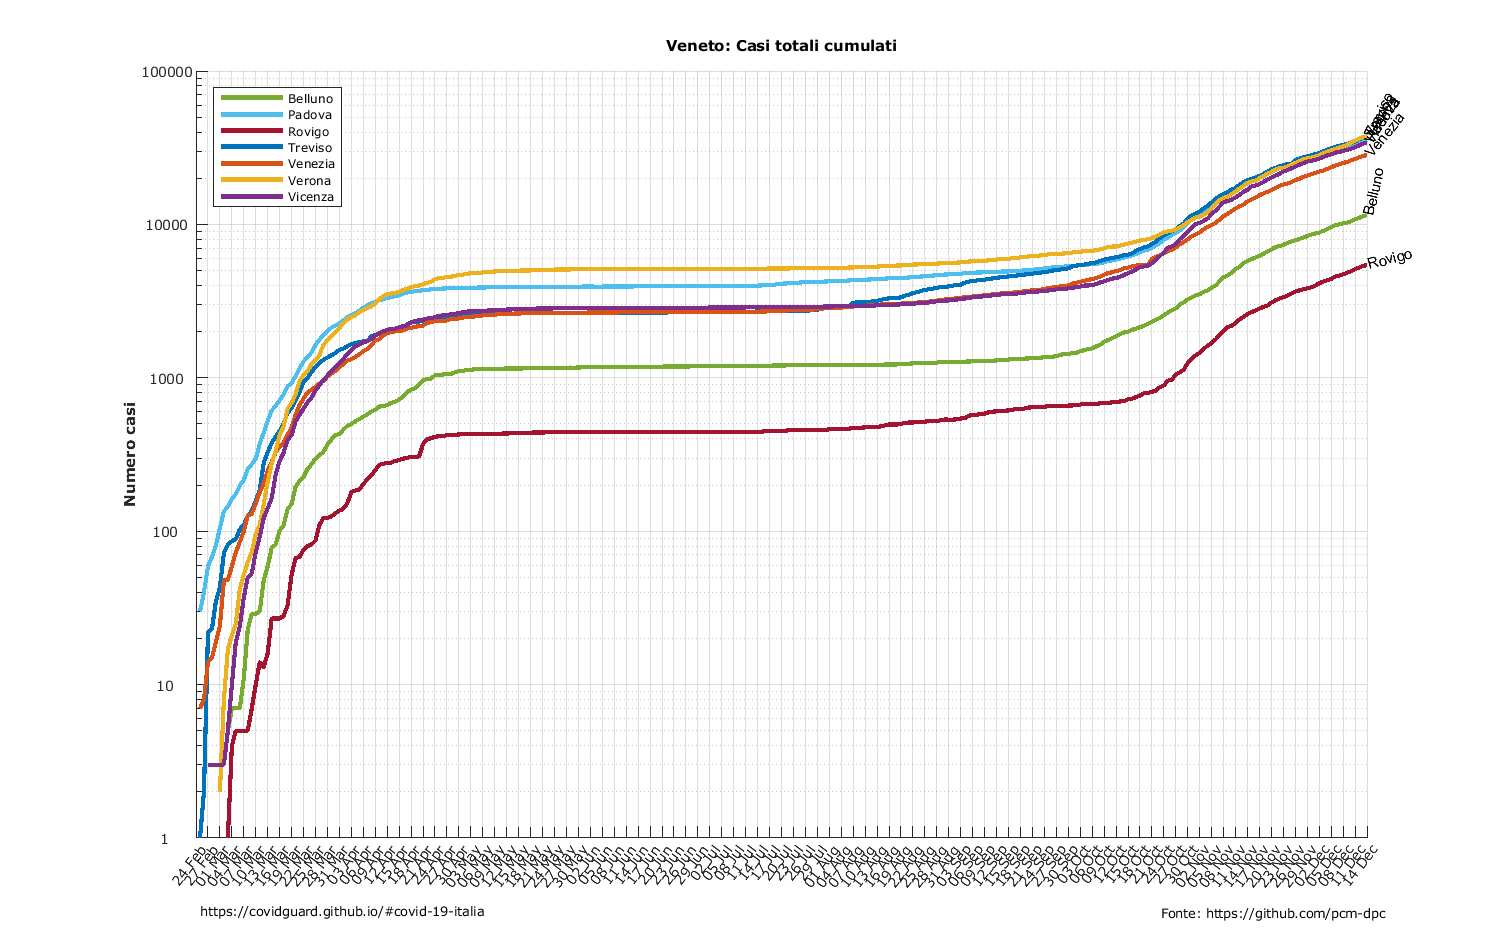 Veneto: Casi totali cumulati
100000
10000
1000
100
10
1
Numero casi
Belluno
Padova
Rovigo
Treviso
Venezia
Verona
Vicenza
Venezia
Belluno
Rovigo
24 Feb
27 Feb
01 Mar
04 Mar
07 Mar
10 Mar
13 Mar
16 Mar
19 Mar
22 Mar
25 Mar
28 Mar
31 Mar
03 Apr
06 Apr
09 Apr
12 Apr
15 Apr
18 Apr
21 Apr
24 Apr
27 Apr
30 Apr
03 May
06 May
09 May
12 May
15 May
18 May
21 May
24 May
27 May
30 May
02 Jun
05 Jun
08 Jun
11 Jun
14 Jun
17 Jun
20 Jun
23 Jun
26 Jun
29 Jun
02 Jul
05 Jul
08 Jul
11 Jul
14 Jul
17 Jul
20 Jul
23 Jul
26 Jul
29 Jul
01 Aug
04 Aug
07 Aug
10 Aug
13 Aug
16 Aug
19 Aug
22 Aug
25 Aug
28 Aug
31 Aug
03 Sep
06 Sep
09 Sep
12 Sep
15 Sep
18 Sep
21 Sep
24 Sep
27 Sep
30 Sep
03 Oct
06 Oct
09 Oct
12 Oct
15 Oct
18 Oct
21 Oct
24 Oct
27 Oct
30 Oct
02 Nov
05 Nov
08 Nov
11 Nov
14 Nov
17 Nov
20 Nov
23 Nov
26 Nov
29 Nov
02 Dec
05 Dec
08 Dec
11 Dec
14 Dec
https://covidguard.github.io/#covid-19-italia
Fonte: https://github.com/pcm-dpc